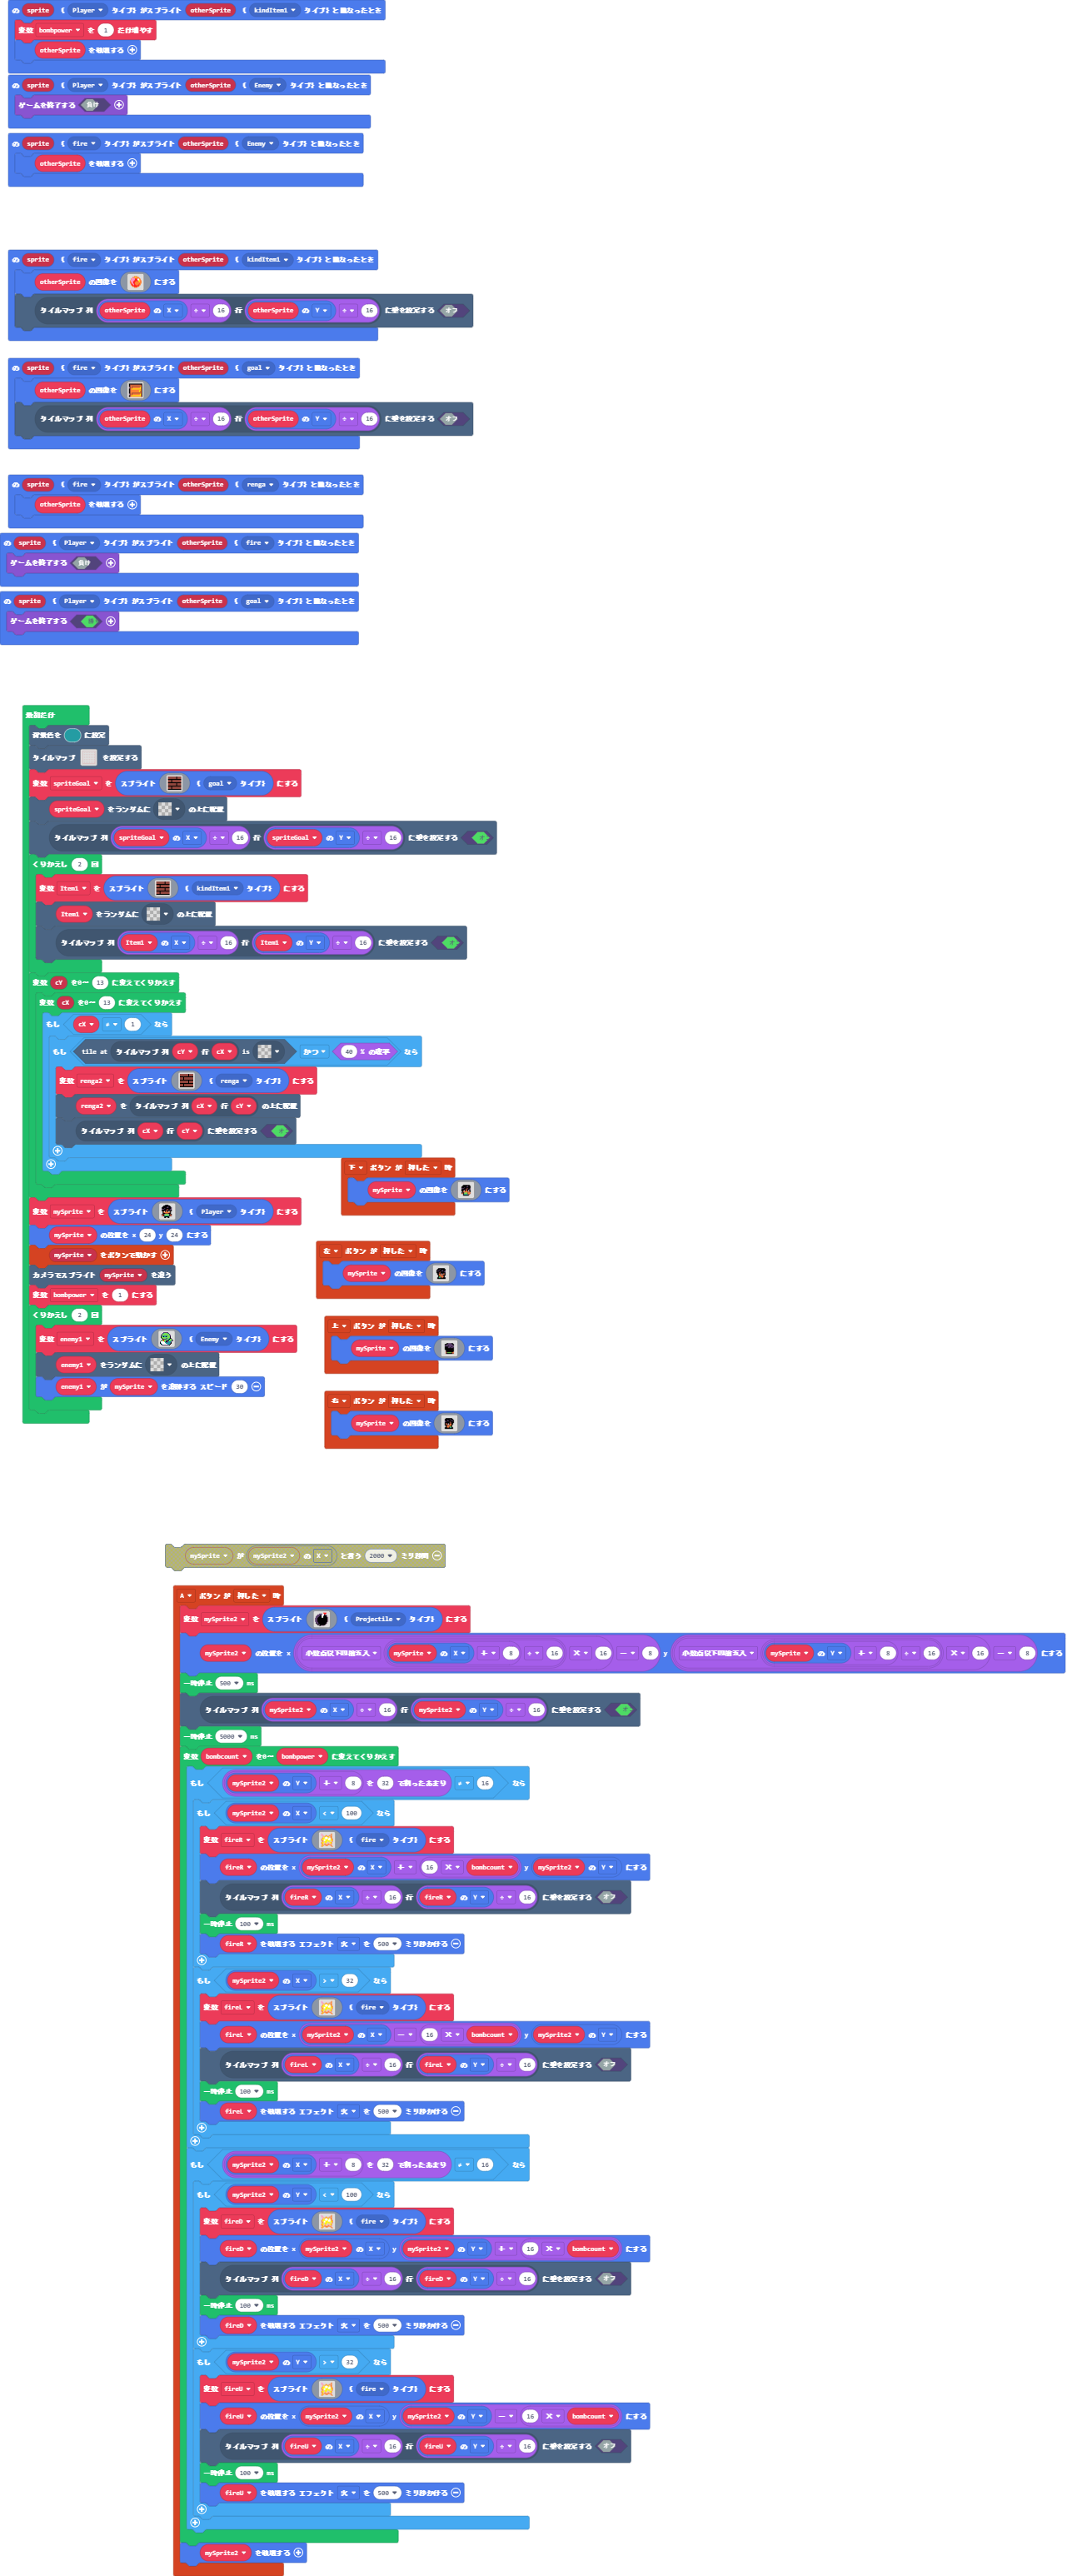 の sprite ( Player タイプ) がスプライト otherSprite ( kindItem1 タイプ) と重なったとき
変数 bombpower を 1 だけ増やす
otherSprite を破壊する
の sprite ( Player タイプ) がスプライト otherSprite ( Enemy タイプ) と重なったとき
ゲームを終了する 負け
の sprite ( fire タイプ) がスプライト otherSprite ( Enemy タイプ) と重なったとき
otherSprite を破壊する
の sprite ( fire タイプ) がスプライト otherSprite ( kindItem1 タイプ) と重なったとき
otherSprite の画像を にする
タイルマップ 列 otherSprite の X ÷ 16 行 otherSprite の Y ÷ 16 に壁を設定する オフ
の sprite ( fire タイプ) がスプライト otherSprite ( goal タイプ) と重なったとき
otherSprite の画像を にする
タイルマップ 列 otherSprite の X ÷ 16 行 otherSprite の Y ÷ 16 に壁を設定する オフ
の sprite ( fire タイプ) がスプライト otherSprite ( renga タイプ) と重なったとき
otherSprite を破壊する
の sprite ( Player タイプ) がスプライト otherSprite ( fire タイプ) と重なったとき
ゲームを終了する 負け
の sprite ( Player タイプ) がスプライト otherSprite ( goal タイプ) と重なったとき
ゲームを終了する
最初だけ
背景色を に設定
タイルマップ を設定する
変数 spriteGoal を スプライト ( goal タイプ) にする
spriteGoal をランダムに の上に配置
タイルマップ 列 spriteGoal の X ÷ 16 行 spriteGoal の Y ÷ 16 に壁を設定する
くりかえし 2 回
変数 Item1 を スプライト ( kindItem1 タイプ) にする
Item1 をランダムに の上に配置
タイルマップ 列 Item1 の X ÷ 16 行 Item1 の Y ÷ 16 に壁を設定する
変数 cY を0〜 13 に変えてくりかえす
変数 cX を0〜 13 に変えてくりかえす
もし cX ≠ 1 なら
もし tile at タイルマップ 列 cY 行 cX is かつ 40 % の確率 なら
変数 renga2 を スプライト ( renga タイプ) にする
renga2 を タイルマップ 列 cX 行 cY の上に配置
タイルマップ 列 cX 行 cY に壁を設定する
下 ボタン が 押した 時
mySprite の画像を にする
変数 mySprite を スプライト ( Player タイプ) にする
mySprite の位置を x 24 y 24 にする
mySprite をボタンで動かす
左 ボタン が 押した 時
mySprite の画像を にする
カメラでスプライト mySprite を追う
変数 bombpower を 1 にする
くりかえし 2 回
上 ボタン が 押した 時
mySprite の画像を にする
変数 enemy1 を スプライト ( Enemy タイプ) にする
enemy1 をランダムに の上に配置
enemy1 が mySprite を追跡する スピード 30
右 ボタン が 押した 時
mySprite の画像を にする
mySprite が mySprite2 の X と言う 2000 ミリ秒間
A ボタン が 押した 時
変数 mySprite2 を スプライト ( Projectile タイプ) にする
mySprite2 の位置を x 小数点以下四捨五入 mySprite の X + 8 ÷ 16 × 16 − 8 y 小数点以下四捨五入 mySprite の Y + 8 ÷ 16 × 16 − 8 にする
一時停止 500 ms
タイルマップ 列 mySprite2 の X ÷ 16 行 mySprite2 の Y ÷ 16 に壁を設定する
一時停止 5000 ms
変数 bombcount を0〜 bombpower に変えてくりかえす
もし mySprite2 の Y + 8 を 32 で割ったあまり ≠ 16 なら
もし mySprite2 の X < 100 なら
変数 fireR を スプライト ( fire タイプ) にする
fireR の位置を x mySprite2 の X + 16 × bombcount y mySprite2 の Y にする
タイルマップ 列 fireR の X ÷ 16 行 fireR の Y ÷ 16 に壁を設定する オフ
一時停止 100 ms
fireR を破壊する エフェクト 火 を 500 ミリ秒かける
もし mySprite2 の X > 32 なら
変数 fireL を スプライト ( fire タイプ) にする
fireL の位置を x mySprite2 の X − 16 × bombcount y mySprite2 の Y にする
タイルマップ 列 fireL の X ÷ 16 行 fireL の Y ÷ 16 に壁を設定する オフ
一時停止 100 ms
fireL を破壊する エフェクト 火 を 500 ミリ秒かける
もし mySprite2 の X + 8 を 32 で割ったあまり ≠ 16 なら
もし mySprite2 の Y < 100 なら
変数 fireD を スプライト ( fire タイプ) にする
fireD の位置を x mySprite2 の X y mySprite2 の Y + 16 × bombcount にする
タイルマップ 列 fireD の X ÷ 16 行 fireD の Y ÷ 16 に壁を設定する オフ
一時停止 100 ms
fireD を破壊する エフェクト 火 を 500 ミリ秒かける
もし mySprite2 の Y > 32 なら
変数 fireU を スプライト ( fire タイプ) にする
fireU の位置を x mySprite2 の X y mySprite2 の Y − 16 × bombcount にする
タイルマップ 列 fireU の X ÷ 16 行 fireU の Y ÷ 16 に壁を設定する オフ
一時停止 100 ms
fireU を破壊する エフェクト 火 を 500 ミリ秒かける
mySprite2 を破壊する